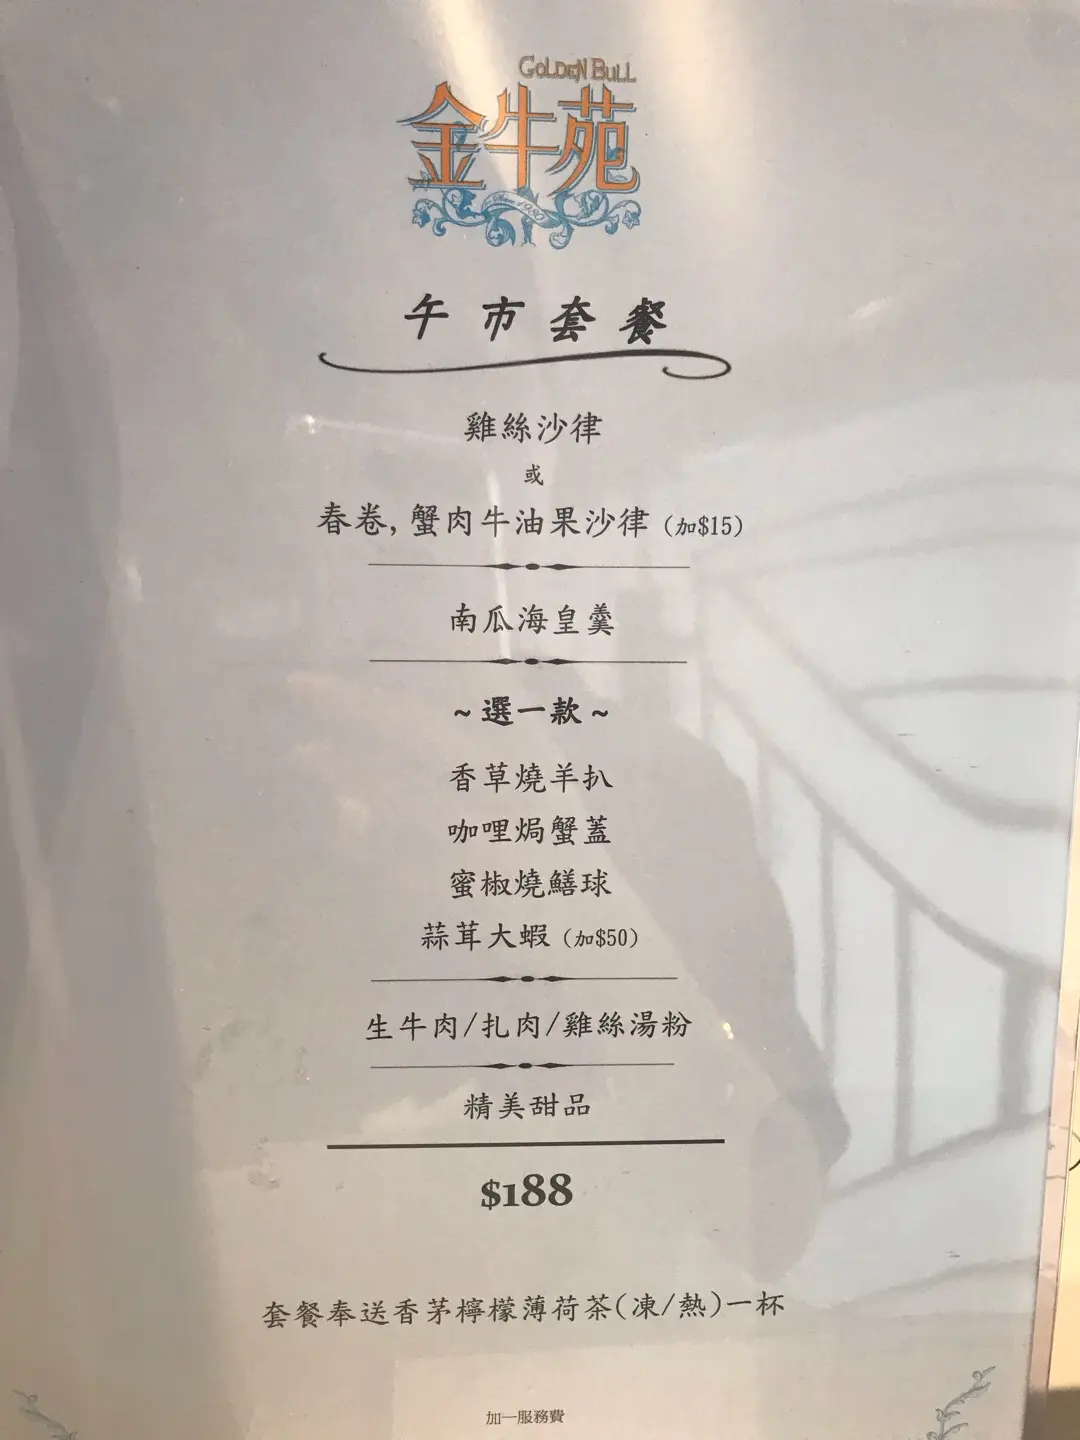 GOLDEN BULL
金牛苑
Since 1980
午市套餐
雞絲沙律
或
春卷, 蟹肉牛油果沙律 (加$15)
南瓜海皇羹
~ 選一款 ~
香草燒羊扒
咖哩焗蟹蓋
蜜椒燒鱔球
蒜茸大蝦 (加$50)
生牛肉/扎肉/雞絲湯粉
精美甜品
$188
套餐奉送香茅檸檬薄荷茶(凍/熱)一杯
加一服務費